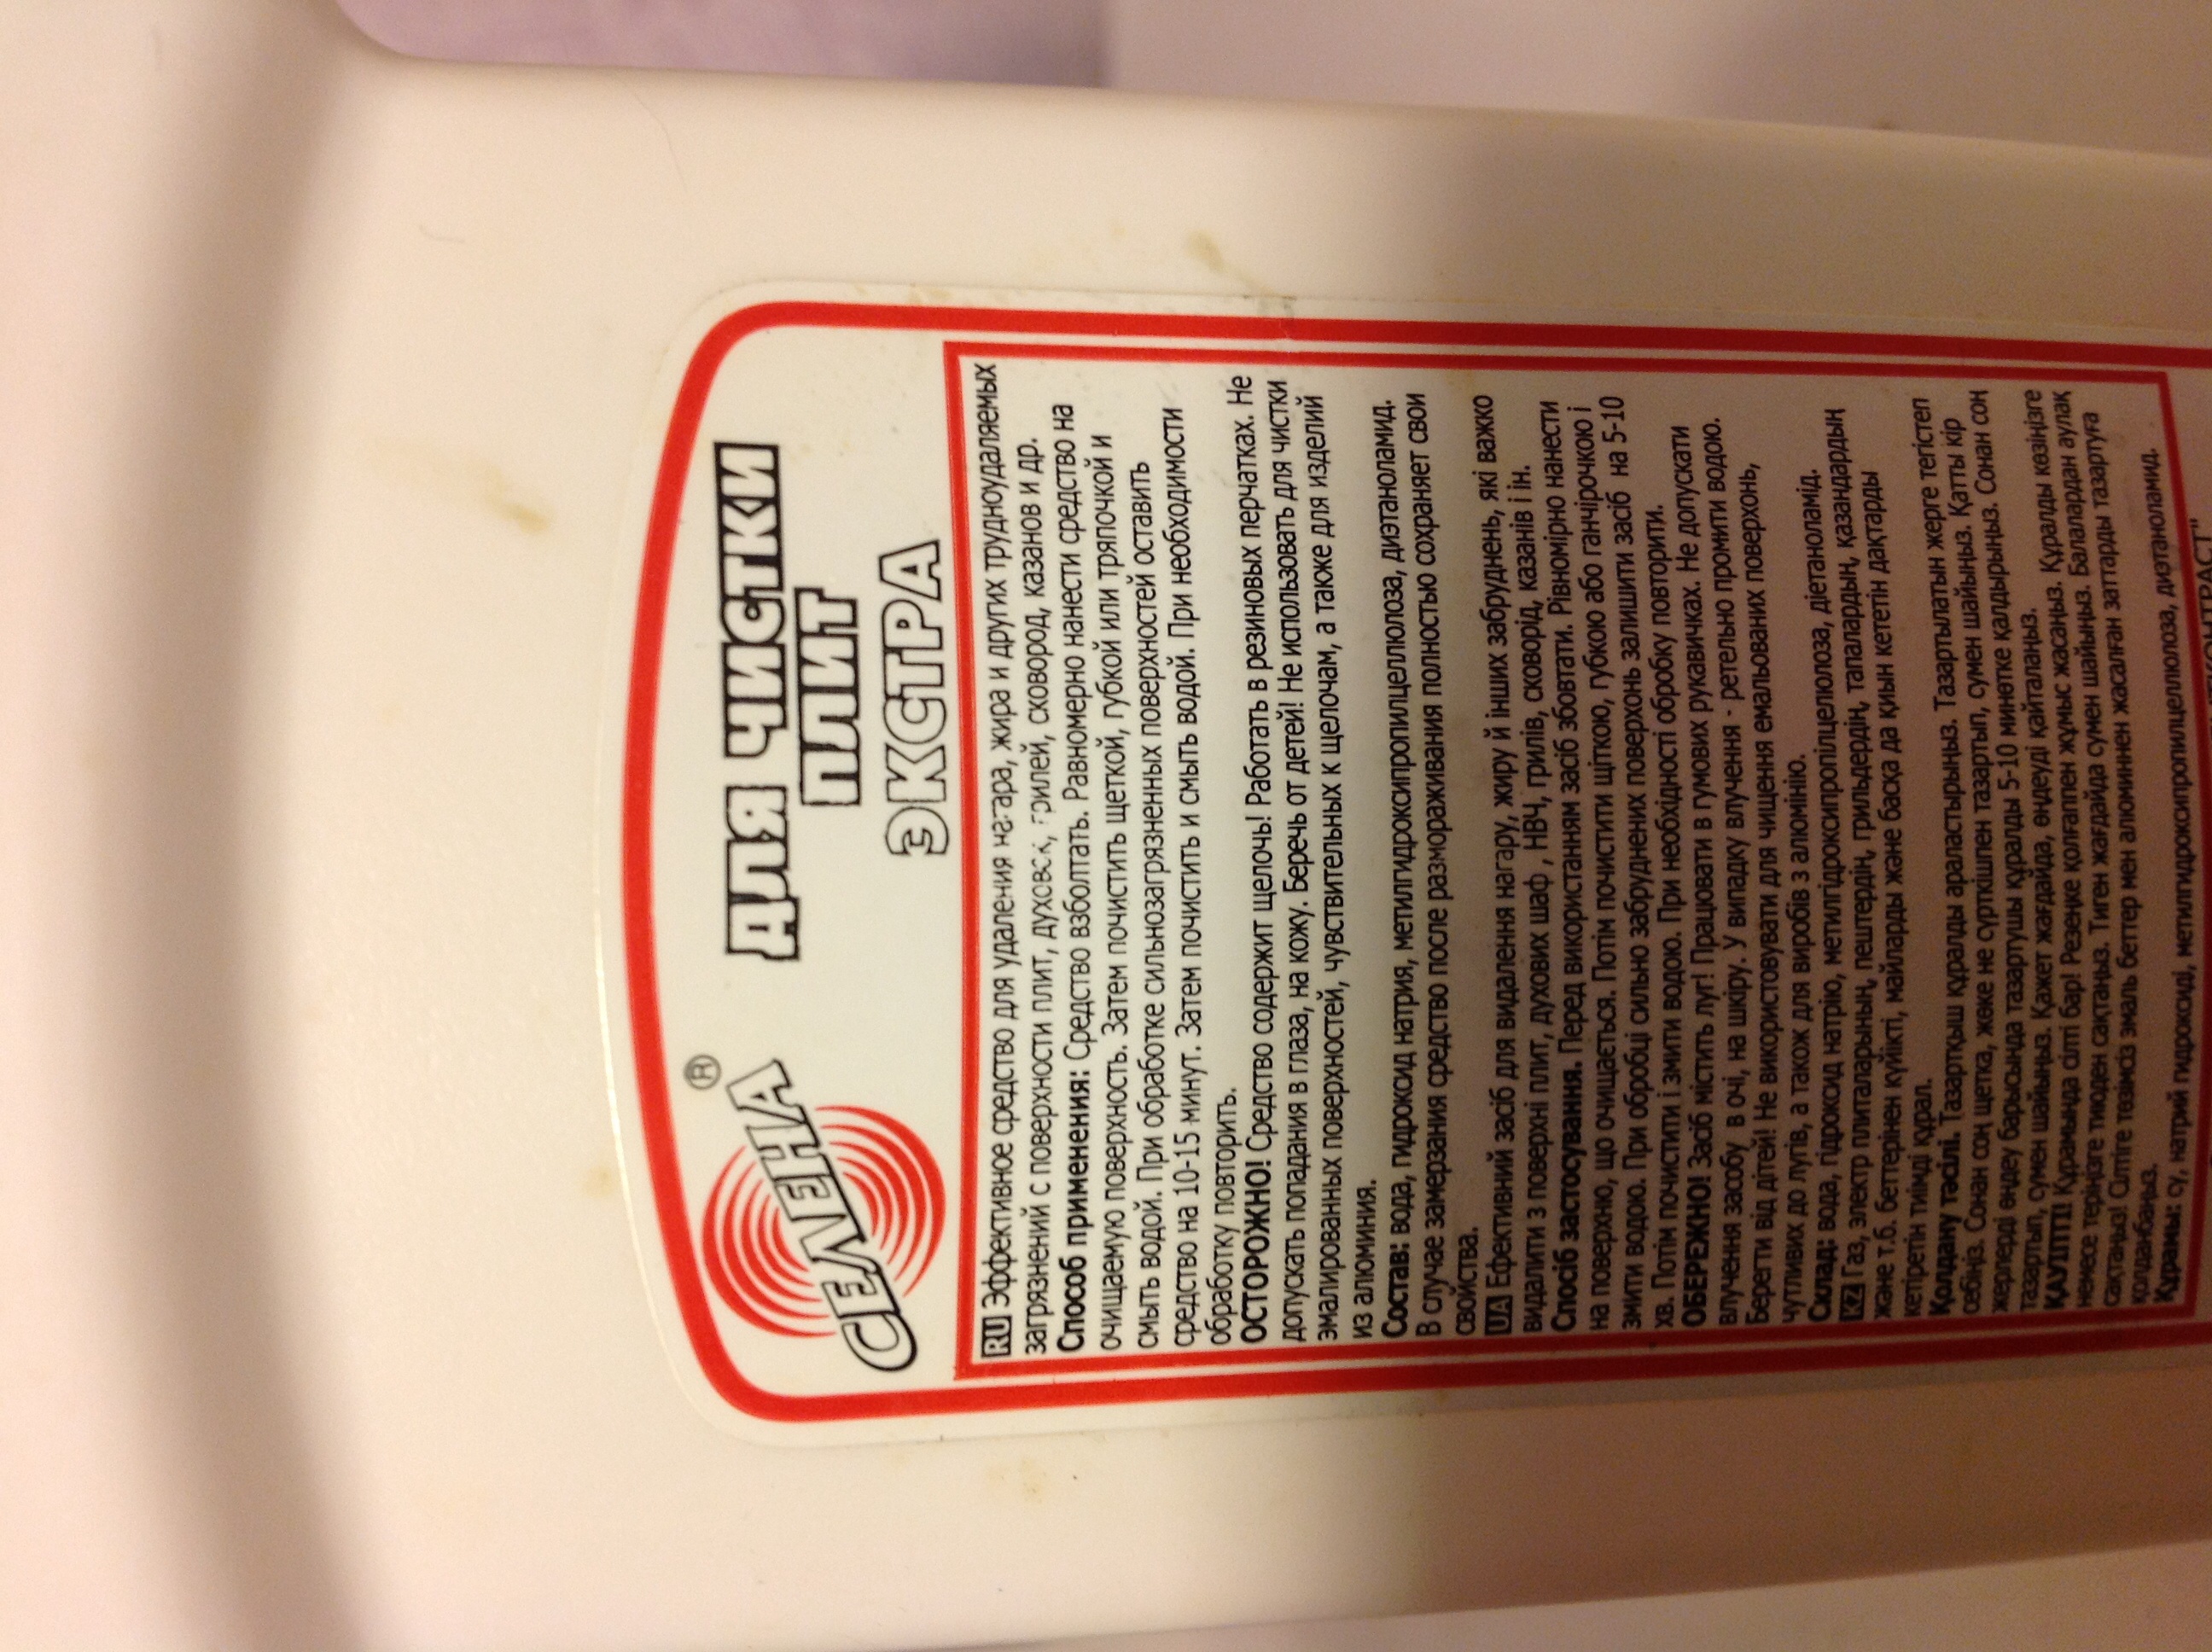 СЕЛЕНА®
ДЛЯ ЧИСТКИ
ПЛИТ
ЭКСТРА
RU Эффективное средство для удаления нагара, жира и других трудноудаляемых
загрязнений с поверхности плит, духовок, грилей, сковород, казанов и др.
Способ применения: Средство взболтать. Равномерно нанести средство на
очищаемую поверхность. Затем почистить щеткой, губкой или тряпочкой и
смыть водой. При обработке сильнозагрязненных поверхностей оставить
средство на 10-15 минут. Затем почистить и смыть водой. При необходимости
обработку повторить.
ОСТОРОЖНО! Средство содержит щелочь! Работать в резиновых перчатках. Не
допускать попадания в глаза, на кожу. Беречь от детей! Не использовать для чистки
эмалированных поверхностей, чувствительных к щелочам, а также для изделий
из алюминия.
Состав: вода, гидроксид натрия, метилгидроксипропилцеллюлоза, диэтаноламид.
В случае замерзания средство после размораживания полностью сохраняет свои
свойства.
UA Ефективний засіб для видалення нагару, жиру й інших забруднень, які важко
видалити з поверхні плит, духових шаф , НВЧ, грилів, сковорід, казанів і ін.
Спосіб застосування. Перед використанням засіб збовтати. Рівномірно нанести
на поверхню, що очищається. Потім почистити щіткою, губкою або ганчірочкою і
змити водою. При обробці сильно забруднених поверхонь залишити засіб на 5-10
хв. Потім почистити і змити водою. При необхідності обробку повторити.
ОБЕРЕЖНО! Засіб містить луг! Працювати в гумових рукавичках. Не допускати
влучення засобу в очі, на шкіру. У випадку влучення - ретельно промити водою.
Берегти від дітей! Не використовувати для чищення емальованих поверхонь,
чутливих до лугів, а також для виробів з алюмінію.
Склад: вода, гідроксид натрію, метилгідроксипропілцелюлоза, діетаноламід.
KZ Газ, электр плиталарының, пештердің, грильдердің, тапалардың, қазандардың
және т.б. беттерінен күйікті, майларды және басқа да қиын кететін дақтарды
кетіретін тиімді құрал.
Қолдану тәсілі. Тазартқыш құралды араластырыңыз. Тазартылатын жерге тегістеп
себіңіз. Сонан соң щетка, жөке не сүрткішпен тазартып, сумен шайыңыз. Қатты кір
жерлерді өңдеу барысында тазартушы құралды 5-10 минөтке қалдырыңыз. Сонан соң
тазартып, сумен шайыңыз. Қажет жағдайда, өңдеуді қайталаңыз.
ҚАУІПТІ! Құрамында сілті бар! Резеңке қолғаппен жұмыс жасаңыз. Құралды көзіңізге
немесе теріңізге тиюден сақтаңыз. Тиген жағдайда сумен шайыңыз. Балалардан аулақ
сақтаңыз! Сілтіге төзімсіз эмаль беттер мен алюминнен жасалған заттарды тазартуға
қолданбаңыз.
Құрамы: су, натрий гидроксиді, метилгидроксипропилцеллюлоза, диэтаноламид.